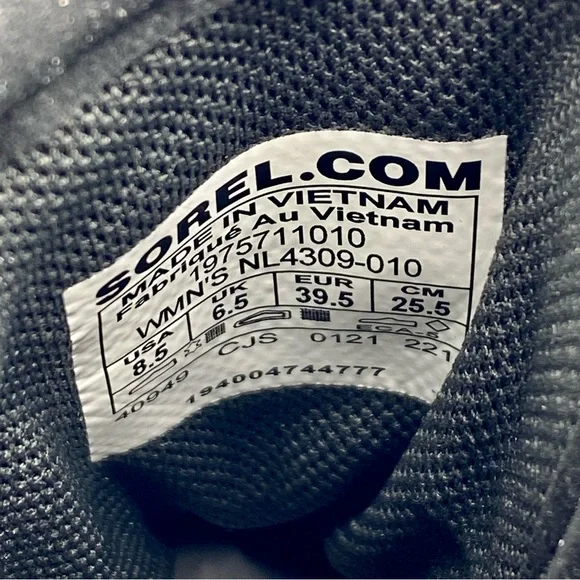 SOREL.COM
MADE IN VIETNAM
Fabriqué Au Vietnam
1975711010
WMN'S NL4309-010
USA UK EUR CM
8.5 6.5 39.5 25.5
40949 CJS 0121 221
194004744777